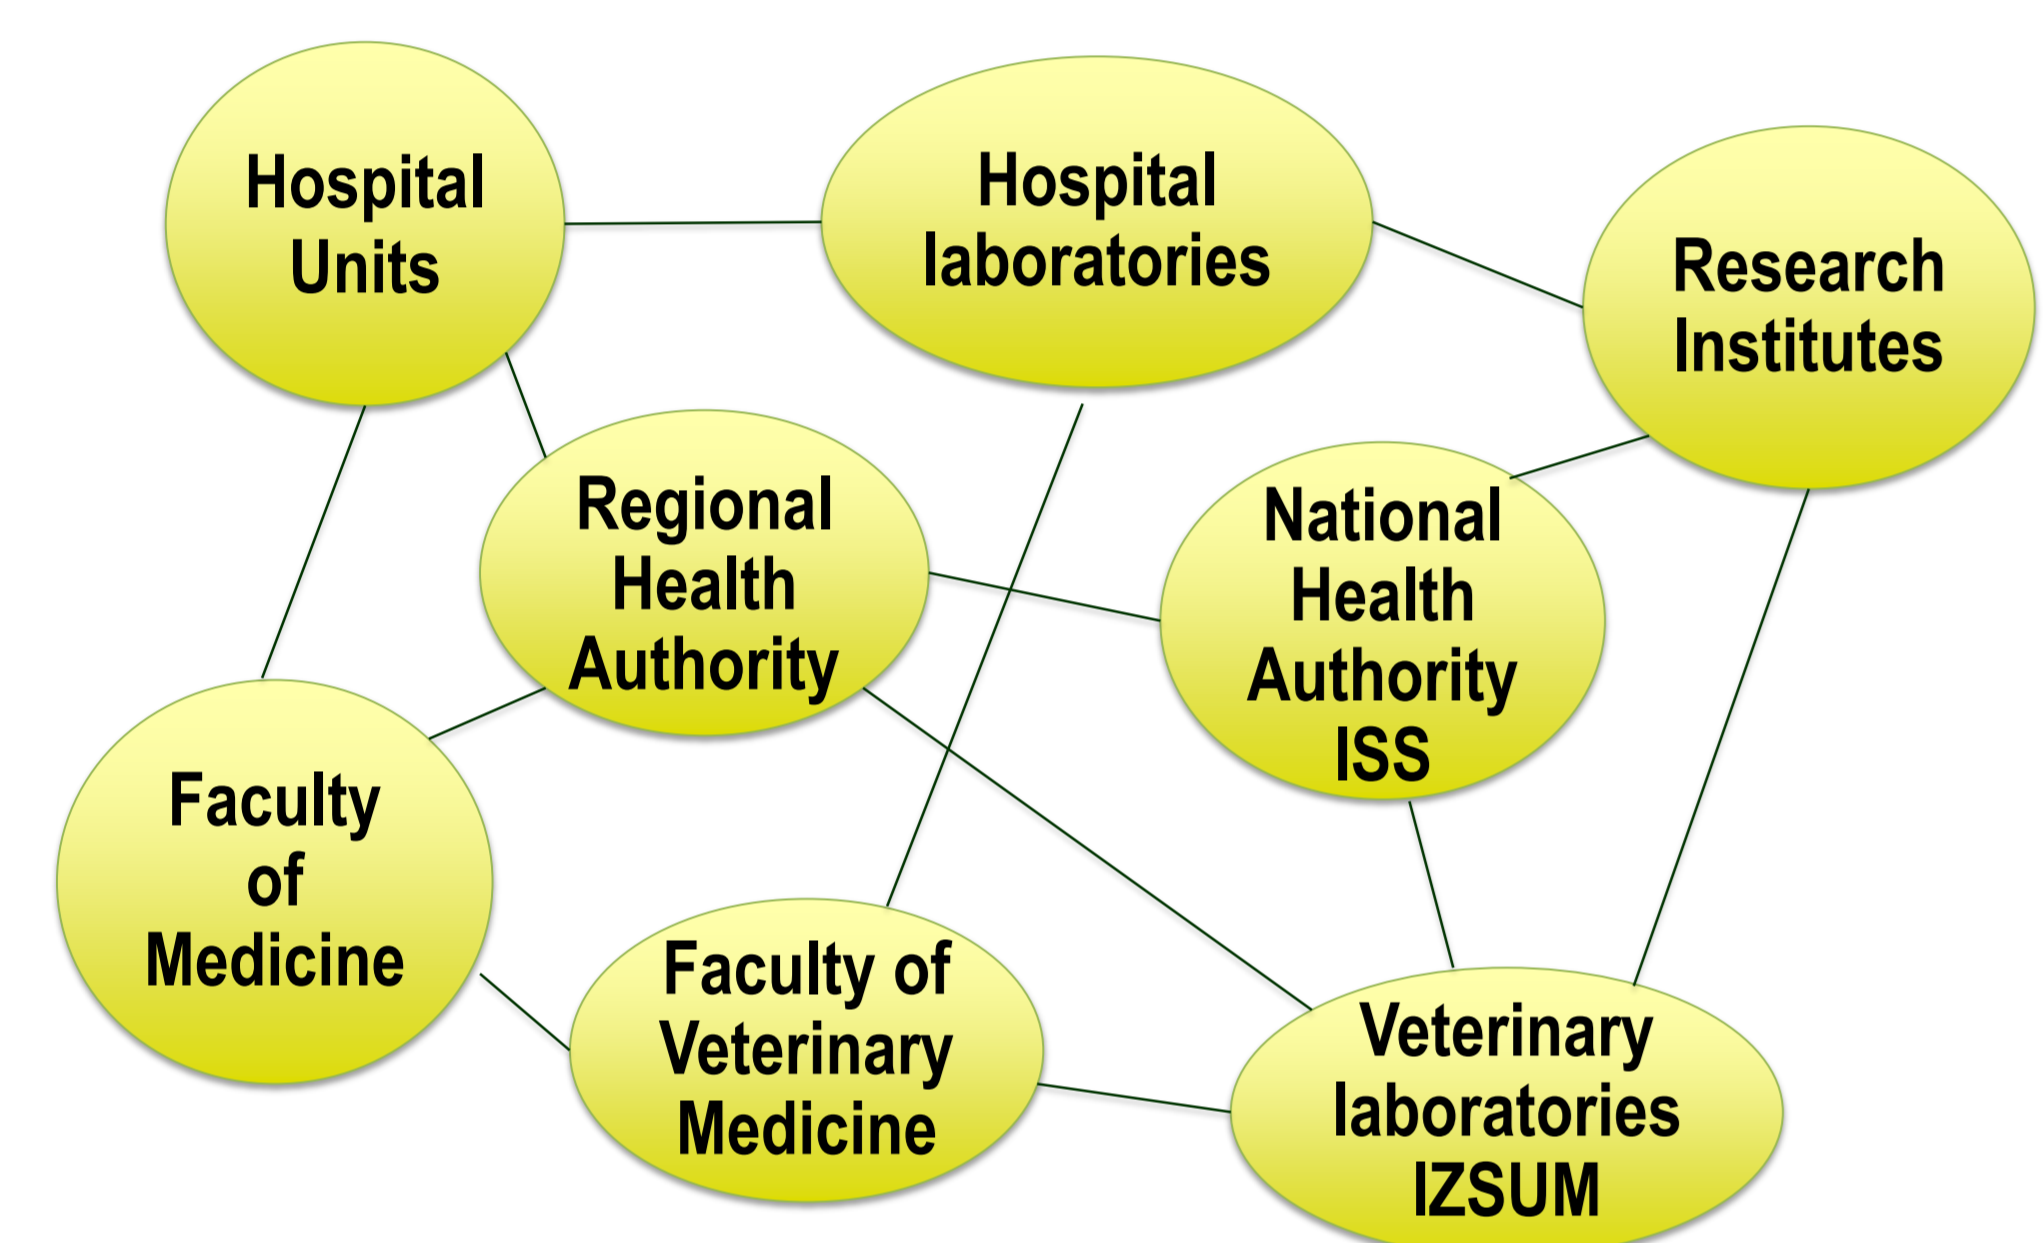 Hospital
Units
Hospital
laboratories
Research
Institutes
Regional
Health
Authority
National
Health
Authority
ISS
Faculty
of
Medicine
Faculty of
Veterinary
Medicine
Veterinary
laboratories
IZSUM